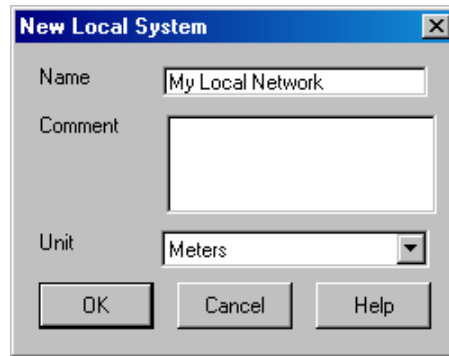 New Local System
Name My Local Network
Comment
Unit Meters
OK Cancel Help